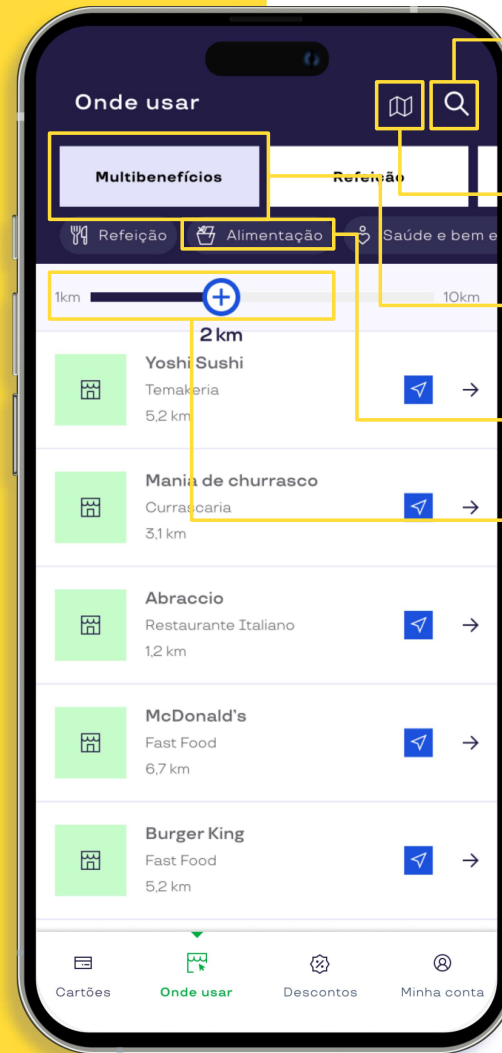 Onde usar
Multibenefícios
Refeição
Refeição
Alimentação
Saúde e bem e
1km
10km
2 km
Yoshi Sushi
Temakeria
5,2 km
Mania de churrasco
Currascaria
3,1 km
Abraccio
Restaurante Italiano
1,2 km
McDonald's
Fast Food
6,7 km
Burger King
Fast Food
5,2 km
Cartões
Onde usar
Descontos
Minha conta